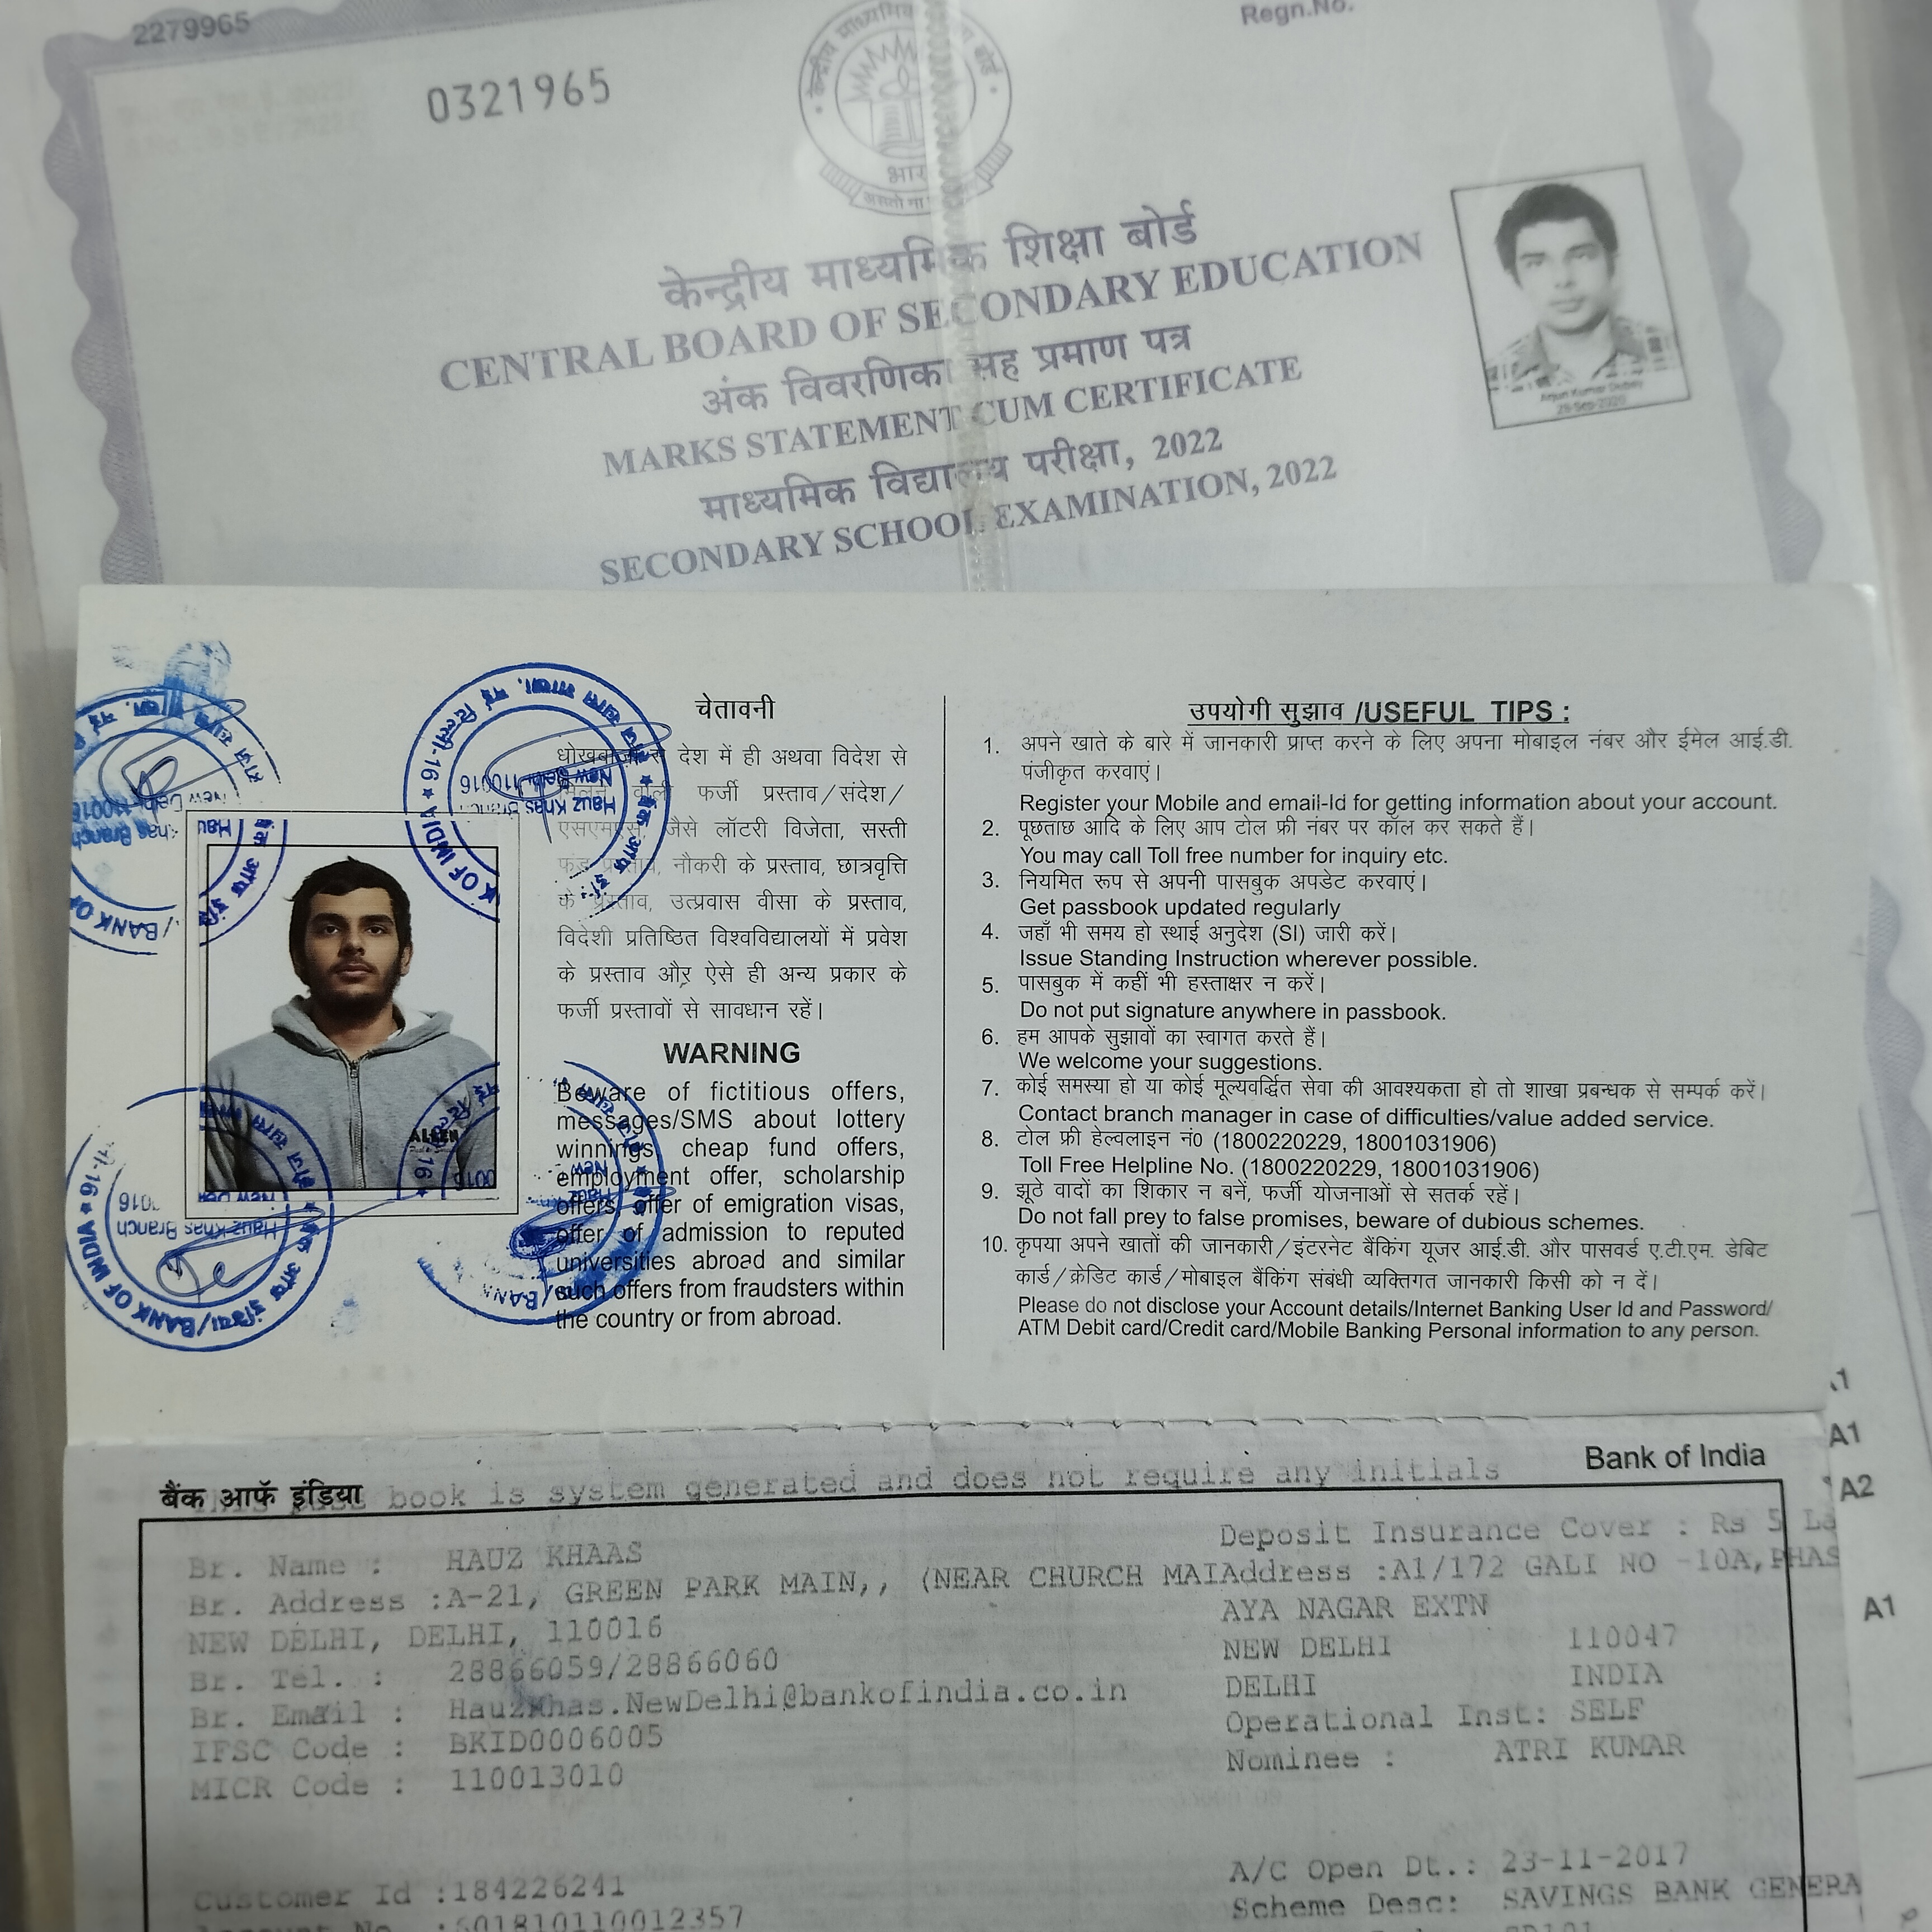 2279965
Regn.No.
0321965
केन्द्रीय माध्यमिक शिक्षा बोर्ड
CENTRAL BOARD OF SECONDARY EDUCATION
अंक विवरणिका सह प्रमाण पत्र
MARKS STATEMENT CUM CERTIFICATE
माध्यमिक विद्यालय परीक्षा, 2022
SECONDARY SCHOOL EXAMINATION, 2022
28-Sep-2020
चेतावनी
देश में ही अथवा विदेश से
वाली फर्जी प्रस्ताव/संदेश/
एसएमएस, जैसे लॉटरी विजेता, सस्ती
फंड प्रस्ताव, नौकरी के प्रस्ताव, छात्रवृत्ति
के प्रस्ताव, उत्प्रवास वीसा के प्रस्ताव,
विदेशी प्रतिष्ठित विश्वविद्यालयों में प्रवेश
के प्रस्ताव और ऐसे ही अन्य प्रकार के
फर्जी प्रस्तावों से सावधान रहें।
WARNING
Beware of fictitious offers,
messages/SMS about lottery
winnings, cheap fund offers,
employment offer, scholarship
offers, offer of emigration visas,
offer of admission to reputed
universities abroad and similar
such offers from fraudsters within
the country or from abroad.
BANK OF INDIA
Hauz Khas Branch
New Delhi-110016
उपयोगी सुझाव /USEFUL TIPS :
1. अपने खाते के बारे में जानकारी प्राप्त करने के लिए अपना मोबाइल नंबर और ईमेल आई.डी.
पंजीकृत करवाएं।
Register your Mobile and email-Id for getting information about your account.
2. पूछताछ आदि के लिए आप टोल फ्री नंबर पर कॉल कर सकते हैं।
You may call Toll free number for inquiry etc.
3. नियमित रूप से अपनी पासबुक अपडेट करवाएं।
Get passbook updated regularly
4. जहाँ भी समय हो स्थाई अनुदेश (SI) जारी करें।
Issue Standing Instruction wherever possible.
5. पासबुक में कहीं भी हस्ताक्षर न करें।
Do not put signature anywhere in passbook.
6. हम आपके सुझावों का स्वागत करते हैं।
We welcome your suggestions.
7. कोई समस्या हो या कोई मूल्यवर्द्धित सेवा की आवश्यकता हो तो शाखा प्रबन्धक से सम्पर्क करें।
Contact branch manager in case of difficulties/value added service.
8. टोल फ्री हेल्पलाइन नं0 (1800220229, 18001031906)
Toll Free Helpline No. (1800220229, 18001031906)
9. झूठे वादों का शिकार न बनें, फर्जी योजनाओं से सतर्क रहें।
Do not fall prey to false promises, beware of dubious schemes.
10. कृपया अपने खातों की जानकारी/इंटरनेट बैंकिंग यूजर आई.डी. और पासवर्ड ए.टी.एम. डेबिट
कार्ड/क्रेडिट कार्ड/मोबाइल बैंकिंग संबंधी व्यक्तिगत जानकारी किसी को न दें।
Please do not disclose your Account details/Internet Banking User Id and Password/
ATM Debit card/Credit card/Mobile Banking Personal information to any person.
बैंक आफॅ इंडिया
Bank of India
book is system generated and does not require any initials
Br. Name : HAUZ KHAAS
Br. Address :A-21, GREEN PARK MAIN,, (NEAR CHURCH MAI
NEW DELHI, DELHI, 110016
Br. Tel. : 28866059/28866060
Br. Email : HauzKhas.NewDelhi@bankofindia.co.in
IFSC Code : BKID0006005
MICR Code : 110013010
Customer Id :184226241
Account No. :601810110012357
Deposit Insurance Cover : Rs 5 La
Address :A1/172 GALI NO -10A,PHAS
AYA NAGAR EXTN
NEW DELHI 110047
DELHI INDIA
Operational Inst: SELF
Nominee : ATRI KUMAR
A/C Open Dt.: 23-11-2017
Scheme Desc: SAVINGS BANK GENERA
A1
A2
A1